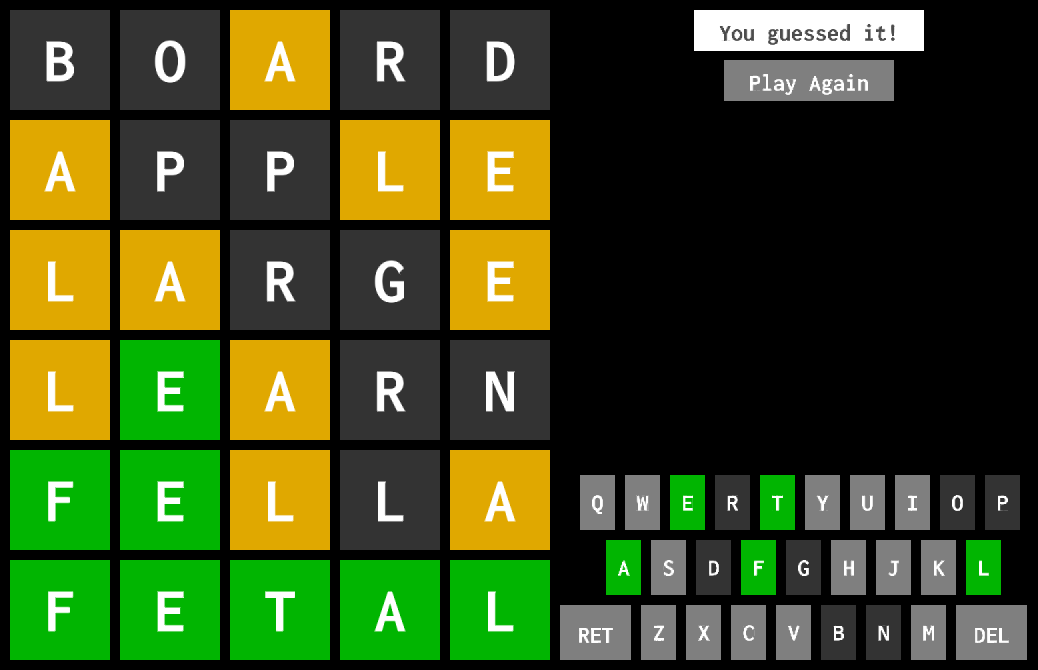 BOARD
APPLE
LARGE
LEARN
FELLA
FETAL
You guessed it!
Play Again
Q W E R T Y U I O P
A S D F G H J K L
RET Z X C V B N M DEL